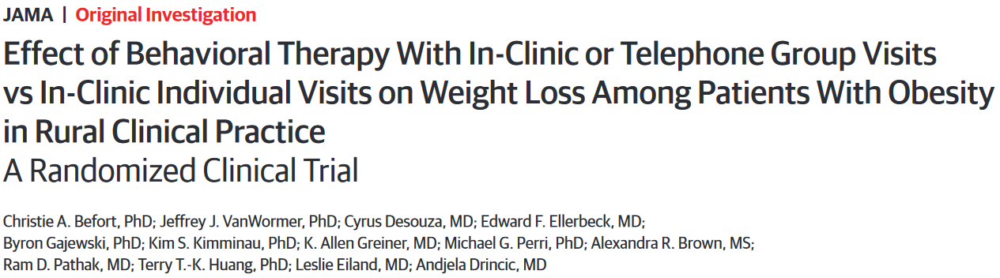 JAMA | Original Investigation
Effect of Behavioral Therapy With In-Clinic or Telephone Group Visits
vs In-Clinic Individual Visits on Weight Loss Among Patients With Obesity
in Rural Clinical Practice
A Randomized Clinical Trial
Christie A. Befort, PhD; Jeffrey J. VanWormer, PhD; Cyrus Desouza, MD; Edward F. Ellerbeck, MD;
Byron Gajewski, PhD; Kim S. Kimminau, PhD; K. Allen Greiner, MD; Michael G. Perri, PhD; Alexandra R. Brown, MS;
Ram D. Pathak, MD; Terry T.-K. Huang, PhD; Leslie Eiland, MD; Andjela Drincic, MD